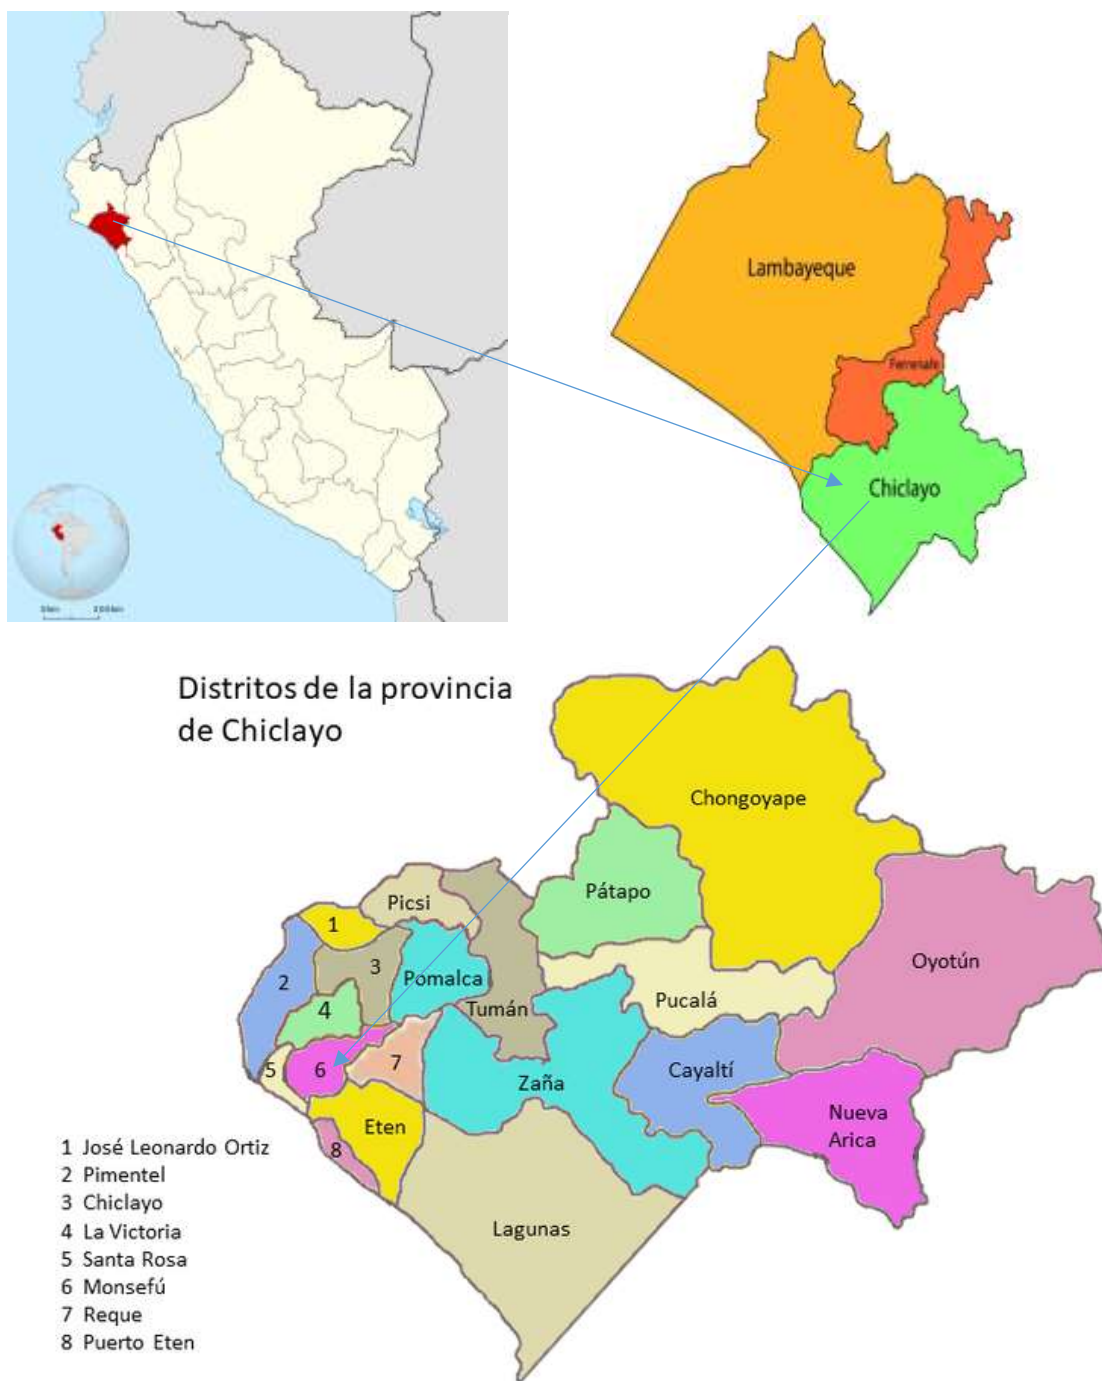 Lambayeque
Ferreñafe
Chiclayo
Distritos de la provincia
de Chiclayo
Chongoyape
Pátapo
Picsi
1
Oyotún
3
2
Pomalca
Pucalá
Tumán
4
7
5
6
Cayaltí
Zaña
Nueva
Arica
Eten
8
Lagunas
1 José Leonardo Ortiz
2 Pimentel
3 Chiclayo
4 La Victoria
5 Santa Rosa
6 Monsefú
7 Reque
8 Puerto Eten